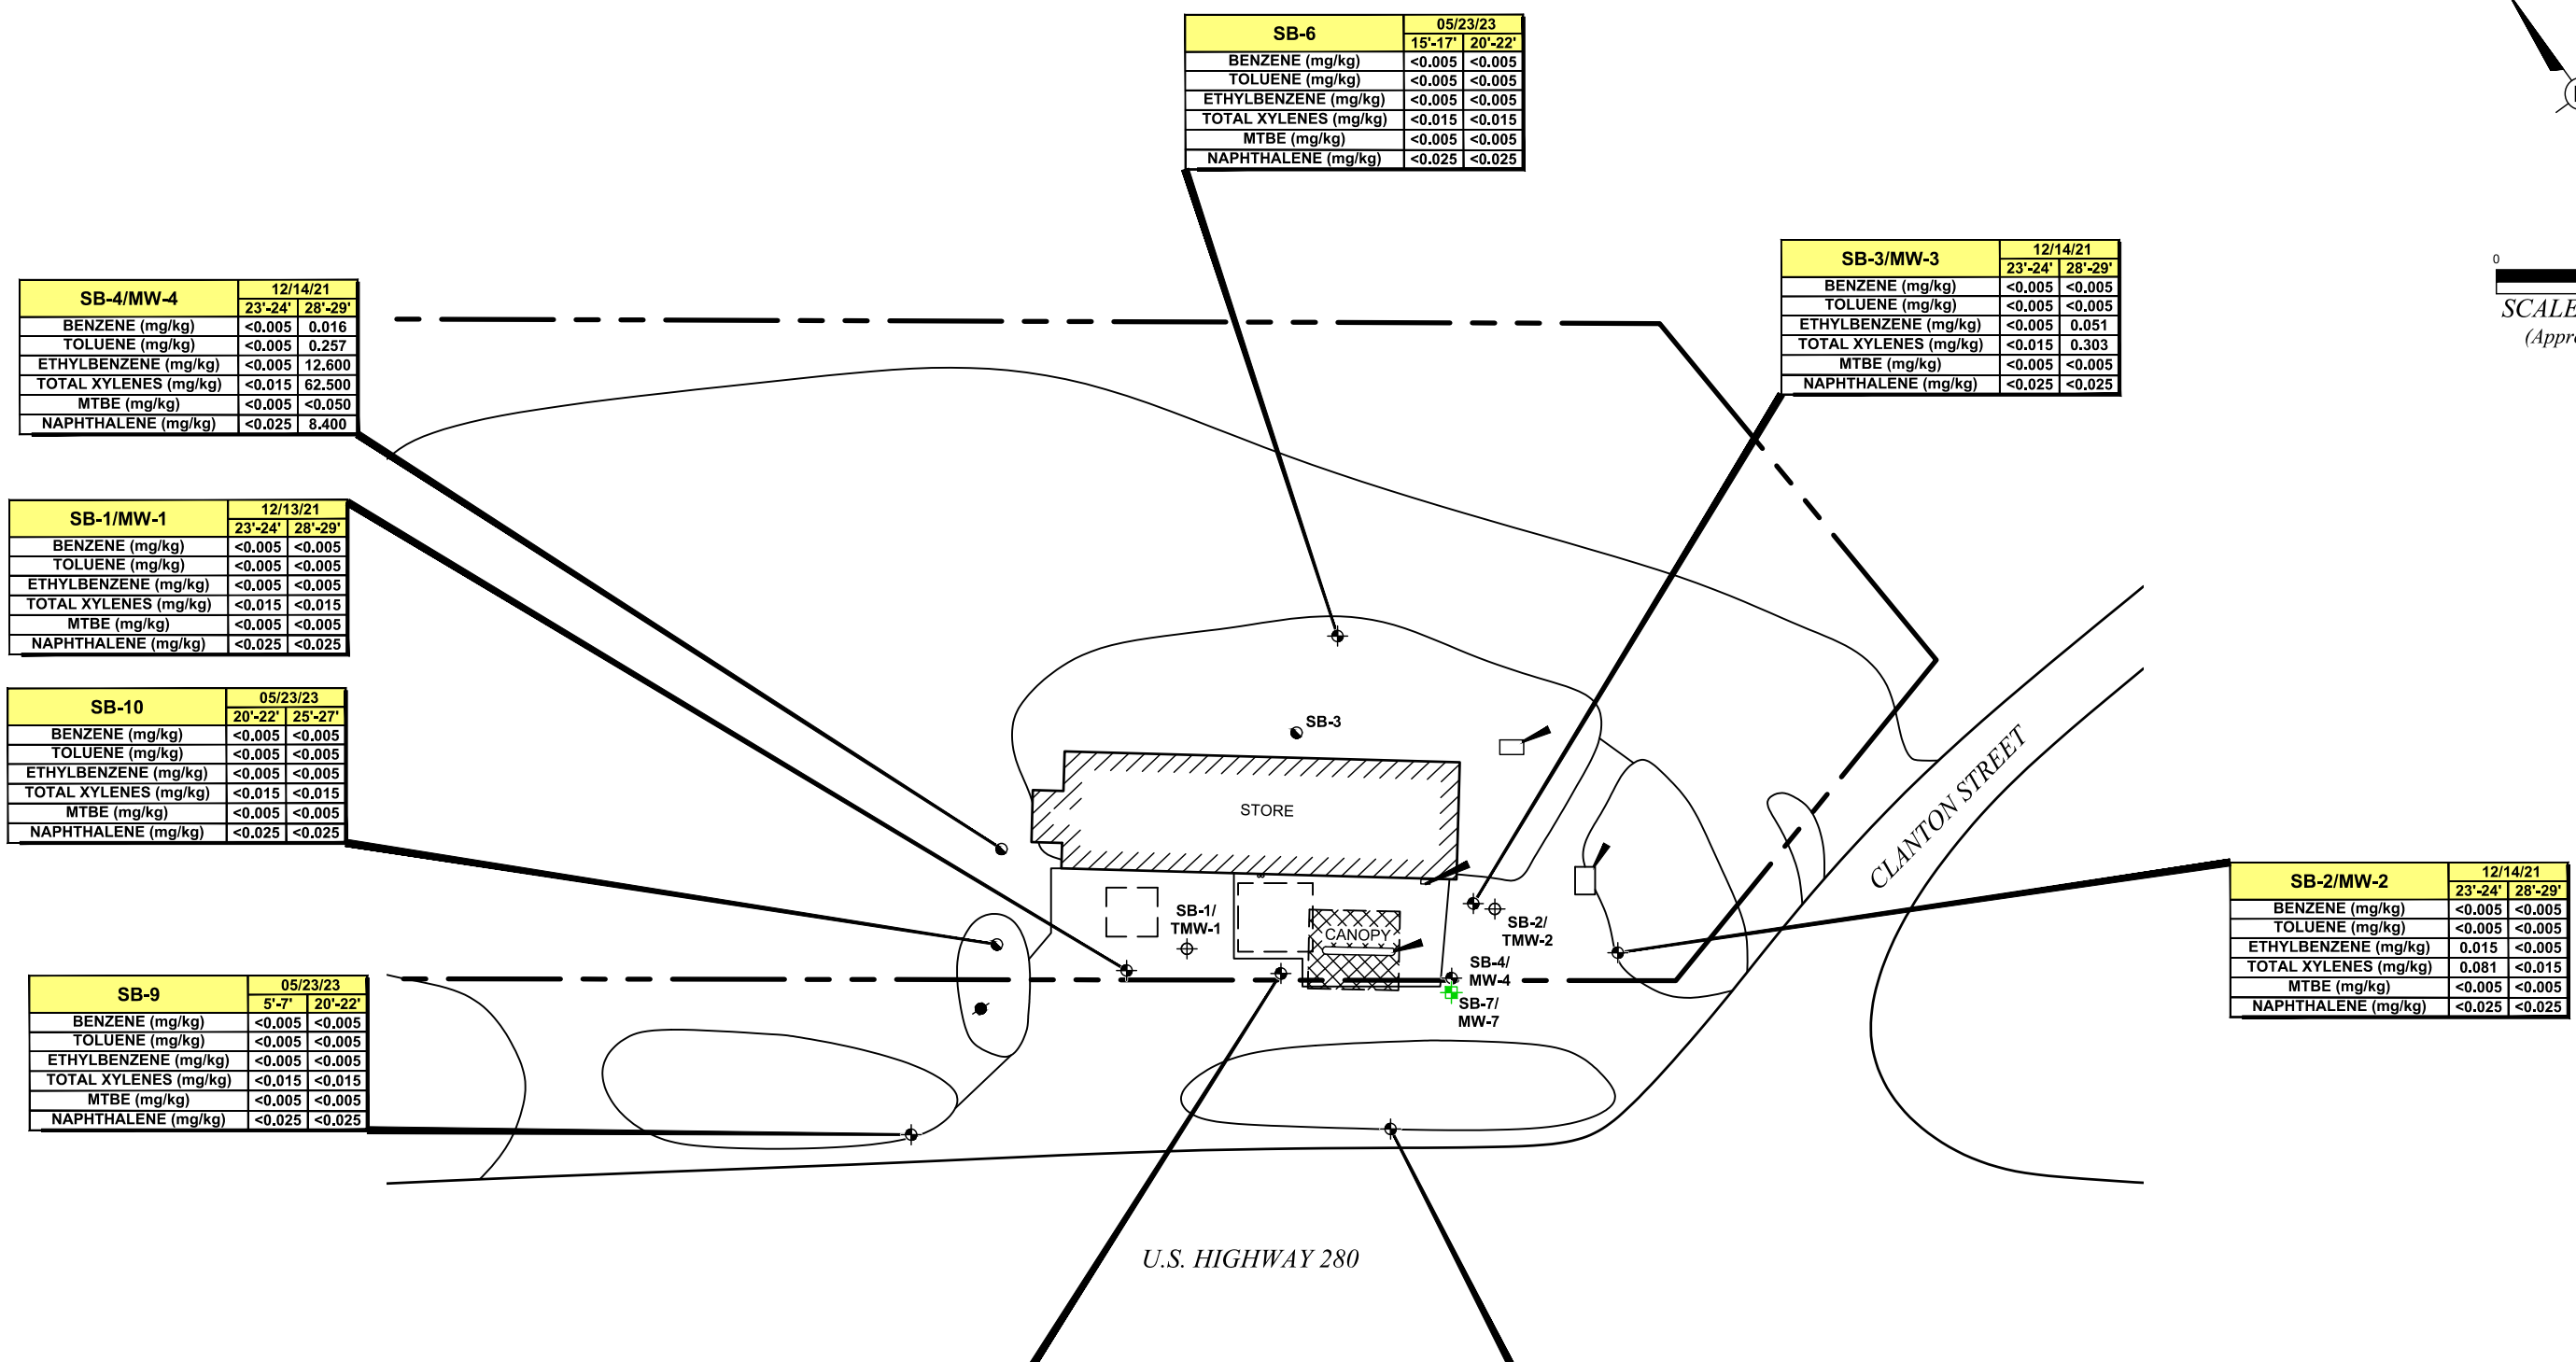 SB-6 05/23/23
15'-17' 20'-22'
BENZENE (mg/kg) <0.005 <0.005
TOLUENE (mg/kg) <0.005 <0.005
ETHYLBENZENE (mg/kg) <0.005 <0.005
TOTAL XYLENES (mg/kg) <0.015 <0.015
MTBE (mg/kg) <0.005 <0.005
NAPHTHALENE (mg/kg) <0.025 <0.025
SB-3/MW-3 12/14/21
23'-24' 28'-29'
BENZENE (mg/kg) <0.005 <0.005
TOLUENE (mg/kg) <0.005 <0.005
ETHYLBENZENE (mg/kg) <0.005 0.051
TOTAL XYLENES (mg/kg) <0.015 0.303
MTBE (mg/kg) <0.005 <0.005
NAPHTHALENE (mg/kg) <0.025 <0.025
0
SCALE
SB-4/MW-4 12/14/21
23'-24' 28'-29'
BENZENE (mg/kg) <0.005 0.016
TOLUENE (mg/kg) <0.005 0.257
ETHYLBENZENE (mg/kg) <0.005 12.600
TOTAL XYLENES (mg/kg) <0.015 62.500
MTBE (mg/kg) <0.005 <0.050
NAPHTHALENE (mg/kg) <0.025 8.400
SB-1/MW-1 12/13/21
23'-24' 28'-29'
BENZENE (mg/kg) <0.005 <0.005
TOLUENE (mg/kg) <0.005 <0.005
ETHYLBENZENE (mg/kg) <0.005 <0.005
TOTAL XYLENES (mg/kg) <0.015 <0.015
MTBE (mg/kg) <0.005 <0.005
NAPHTHALENE (mg/kg) <0.025 <0.025
SB-10 05/23/23
20'-22' 25'-27'
BENZENE (mg/kg) <0.005 <0.005
TOLUENE (mg/kg) <0.005 <0.005
ETHYLBENZENE (mg/kg) <0.005 <0.005
TOTAL XYLENES (mg/kg) <0.015 <0.015
MTBE (mg/kg) <0.005 <0.005
NAPHTHALENE (mg/kg) <0.025 <0.025
SB-9 05/23/23
5'-7' 20'-22'
BENZENE (mg/kg) <0.005 <0.005
TOLUENE (mg/kg) <0.005 <0.005
ETHYLBENZENE (mg/kg) <0.005 <0.005
TOTAL XYLENES (mg/kg) <0.015 <0.015
MTBE (mg/kg) <0.005 <0.005
NAPHTHALENE (mg/kg) <0.025 <0.025
SB-3
STORE
CLANTON STREET
SB-1/
TMW-1
CANOPY
SB-2/
TMW-2
SB-4/
MW-4
SB-7/
MW-7
SB-2/MW-2 12/14/21
23'-24' 28'-29'
BENZENE (mg/kg) <0.005 <0.005
TOLUENE (mg/kg) <0.005 <0.005
ETHYLBENZENE (mg/kg) 0.015 <0.005
TOTAL XYLENES (mg/kg) 0.081 <0.015
MTBE (mg/kg) <0.005 <0.005
NAPHTHALENE (mg/kg) <0.025 <0.025
U.S. HIGHWAY 280